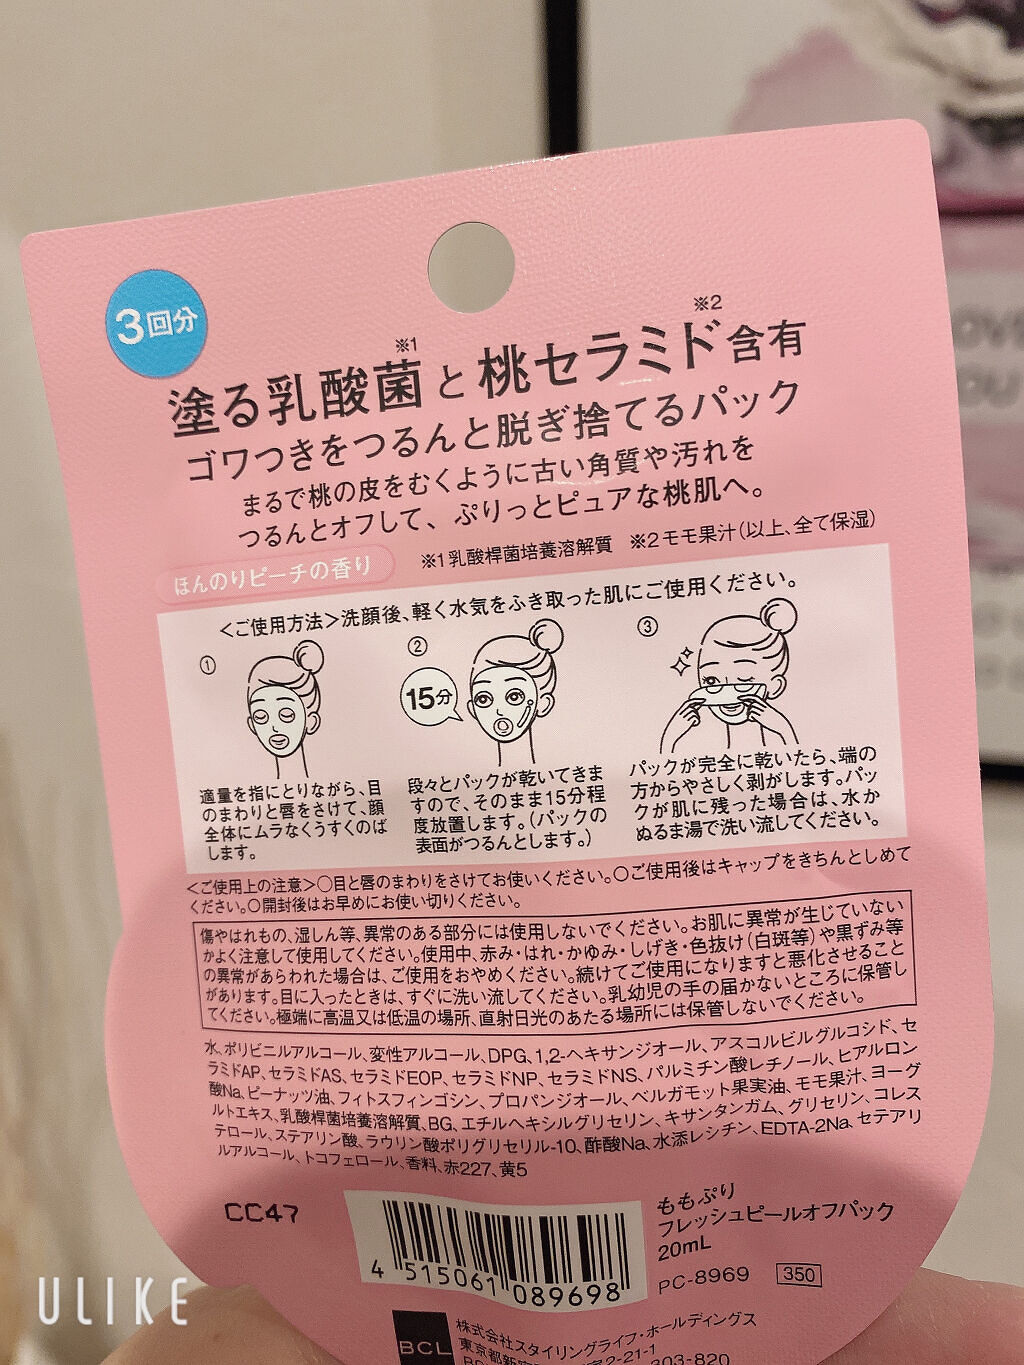 3回分
※1
※2
塗る乳酸菌と桃セラミド含有
ゴワつきをつるんと脱ぎ捨てるパック
まるで桃の皮をむくように古い角質や汚れを
つるんとオフして、ぷりっとピュアな桃肌へ。
ほんのりピーチの香り
※1乳酸桿菌培養溶解質 ※2モモ果汁(以上、全て保湿)
<ご使用方法>洗顔後、軽く水気をふき取った肌にご使用ください。
①
適量を指にとりながら、目
のまわりと唇をさけて、顔
全体にムラなくうすくのば
します。
②
15分
段々とパックが乾いてきま
すので、そのまま15分程
度放置します。(パックの
表面がつるんとします。)
③
パックが完全に乾いたら、端の
方からやさしく剥がします。パッ
クが肌に残った場合は、水か
ぬるま湯で洗い流してください。
<ご使用上の注意>○目と唇のまわりをさけてお使いください。○ご使用後はキャップをきちんとしめて
ください。○開封後はお早めにお使い切りください。
傷やはれもの、湿しん等、異常のある部分には使用しないでください。お肌に異常が生じていない
かよく注意して使用してください。使用中、赤み・はれ・かゆみ・しげき・色抜け(白斑等)や黒ずみ等
の異常があらわれた場合は、ご使用をおやめください。続けてご使用になりますと悪化させること
があります。目に入ったときは、すぐに洗い流してください。乳幼児の手の届かないところに保管し
てください。極端に高温又は低温の場所、直射日光のあたる場所には保管しないでください。
水、ポリビニルアルコール、変性アルコール、DPG、1,2-ヘキサンジオール、アスコルビルグルコシド、セ
ラミドAP、セラミドAS、セラミドEOP、セラミドNP、セラミドNS、パルミチン酸レチノール、ヒアルロン
酸Na、ピーナッツ油、フィトスフィンゴシン、プロパンジオール、ベルガモット果実油、モモ果汁、ヨーグ
ルトエキス、乳酸桿菌培養溶解質、BG、エチルヘキシルグリセリン、キサンタンガム、グリセリン、コレス
テロール、ステアリン酸、ラウリン酸ポリグリセリル-10、酢酸Na、水添レシチン、EDTA-2Na、セテアリ
ルアルコール、トコフェロール、香料、赤227、黄5
CC47
4 515061 089698
ももぷり
フレッシュピールオフパック
20mL
PC-8969 350
BCL
株式会社スタイリングライフ・ホールディングス
2-21-1
303-820
ULIKE